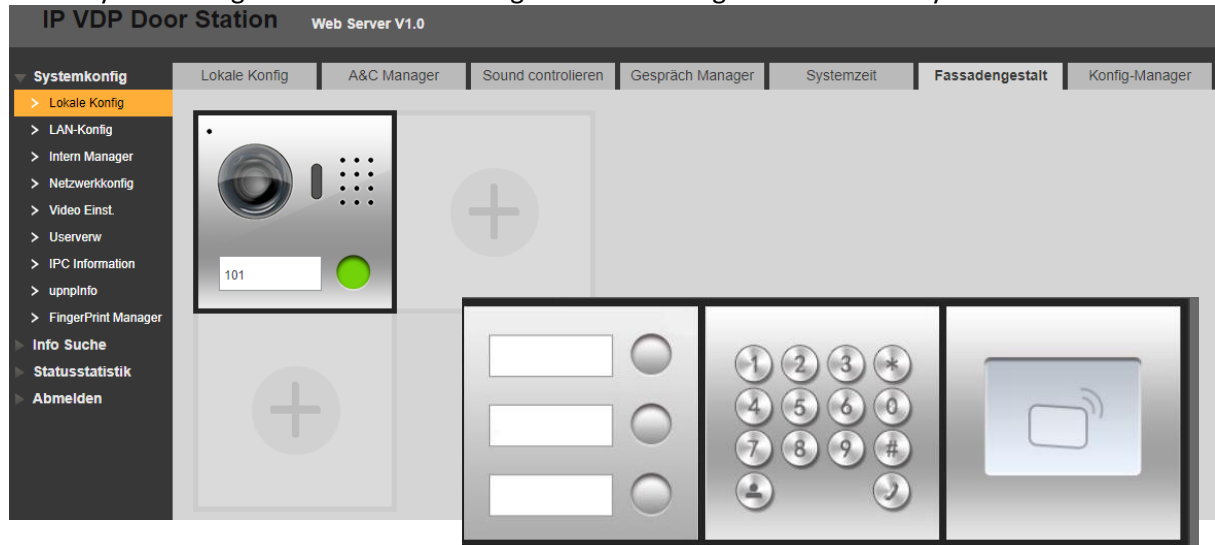 IP VDP Door Station Web Server V1.0
Systemkonfig
Lokale Konfig
LAN-Konfig
Intern Manager
Netzwerkkonfig
Video Einst.
Userverw
IPC Information
upnpInfo
FingerPrint Manager
Info Suche
Statusstatistik
Abmelden
Lokale Konfig A&C Manager Sound controlieren Gespräch Manager Systemzeit Fassadengestalt Konfig-Manager
101
1 2 3 *
4 5 6 0
7 8 9 #